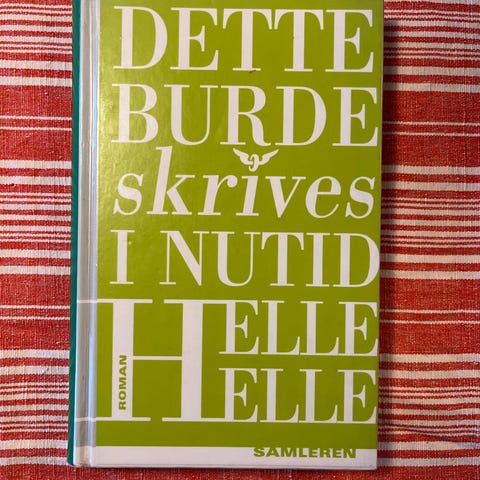 DETTE
BURDE
skrives
I NUTID
HELLE
HELLE
ROMAN
SAMLEREN